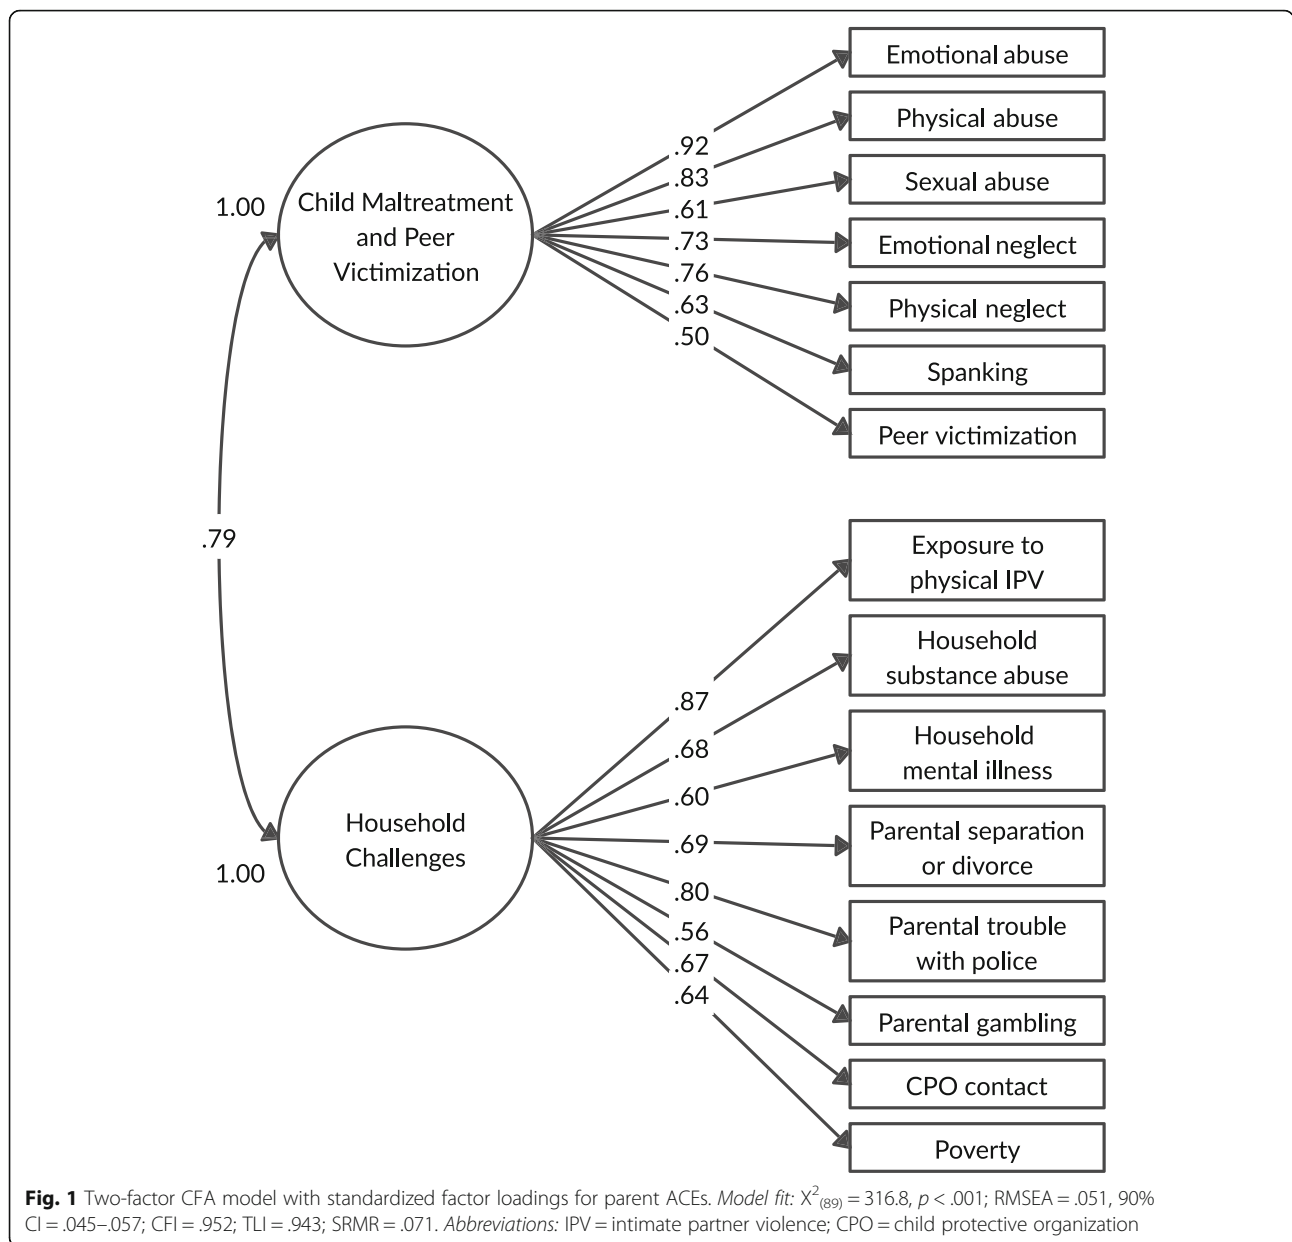 Emotional abuse
Physical abuse
Sexual abuse
Emotional neglect
Physical neglect
Spanking
Peer victimization
.92
.83
.61
.73
.76
.63
.50
1.00
Child Maltreatment
and Peer
Victimization
.79
Exposure to
physical IPV
Household
substance abuse
Household
mental illness
Parental separation
or divorce
Parental trouble
with police
Parental gambling
CPO contact
Poverty
.87
.68
.60
.69
.80
.56
.67
.64
Household
Challenges
1.00
Fig. 1 Two-factor CFA model with standardized factor loadings for parent ACEs. Model fit: X²₍₈₉₎ = 316.8, p < .001; RMSEA = .051, 90%
CI = .045–.057; CFI = .952; TLI = .943; SRMR = .071. Abbreviations: IPV = intimate partner violence; CPO = child protective organization